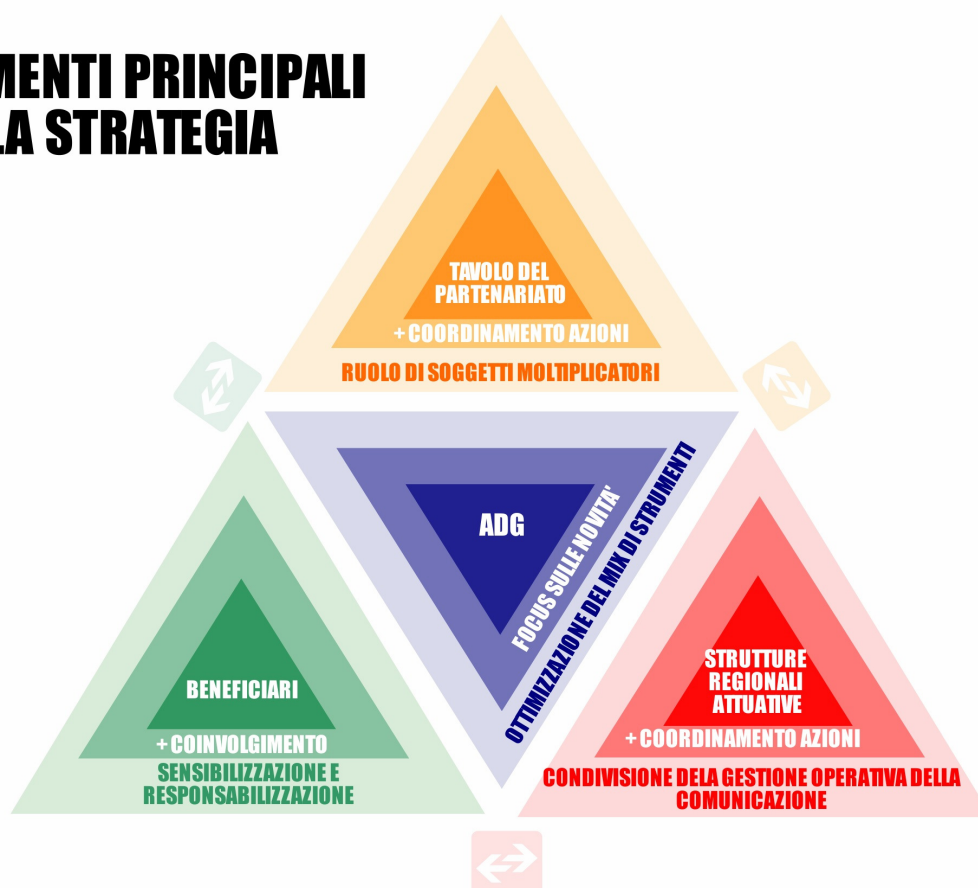 MENTI PRINCIPALI
LA STRATEGIA
TAVOLO DEL
PARTENARIATO
+ COORDINAMENTO AZIONI
RUOLO DI SOGGETTI MOLTIPLICATORI
ADG
FOCUS SULLE NOVITA'
OTTIMIZZAZIONE DEL MIX DI STRUMENTI
BENEFICIARI
+ COINVOLGIMENTO
SENSIBILIZZAZIONE E
RESPONSABILIZZAZIONE
STRUTTURE
REGIONALI
ATTUATIVE
+ COORDINAMENTO AZIONI
CONDIVISIONE DELA GESTIONE OPERATIVA DELLA
COMUNICAZIONE